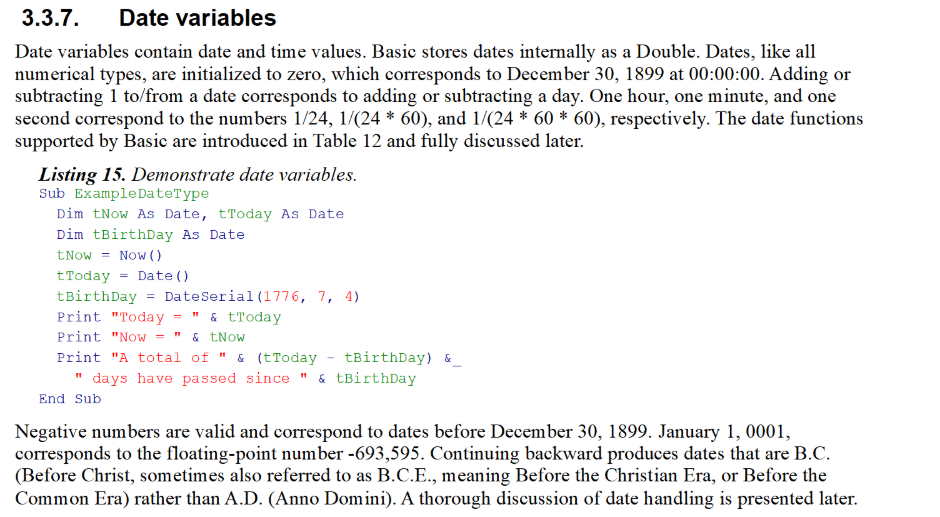 3.3.7. Date variables
Date variables contain date and time values. Basic stores dates internally as a Double. Dates, like all
numerical types, are initialized to zero, which corresponds to December 30, 1899 at 00:00:00. Adding or
subtracting 1 to/from a date corresponds to adding or subtracting a day. One hour, one minute, and one
second correspond to the numbers 1/24, 1/(24 * 60), and 1/(24 * 60 * 60), respectively. The date functions
supported by Basic are introduced in Table 12 and fully discussed later.
Listing 15. Demonstrate date variables.
Sub ExampleDateType
  Dim tNow As Date, tToday As Date
  Dim tBirthDay As Date
  tNow = Now()
  tToday = Date()
  tBirthDay = DateSerial(1776, 7, 4)
  Print "Today = " & tToday
  Print "Now = " & tNow
  Print "A total of " & (tToday - tBirthDay) &_
    " days have passed since " & tBirthDay
End Sub
Negative numbers are valid and correspond to dates before December 30, 1899. January 1, 0001,
corresponds to the floating-point number -693,595. Continuing backward produces dates that are B.C.
(Before Christ, sometimes also referred to as B.C.E., meaning Before the Christian Era, or Before the
Common Era) rather than A.D. (Anno Domini). A thorough discussion of date handling is presented later.